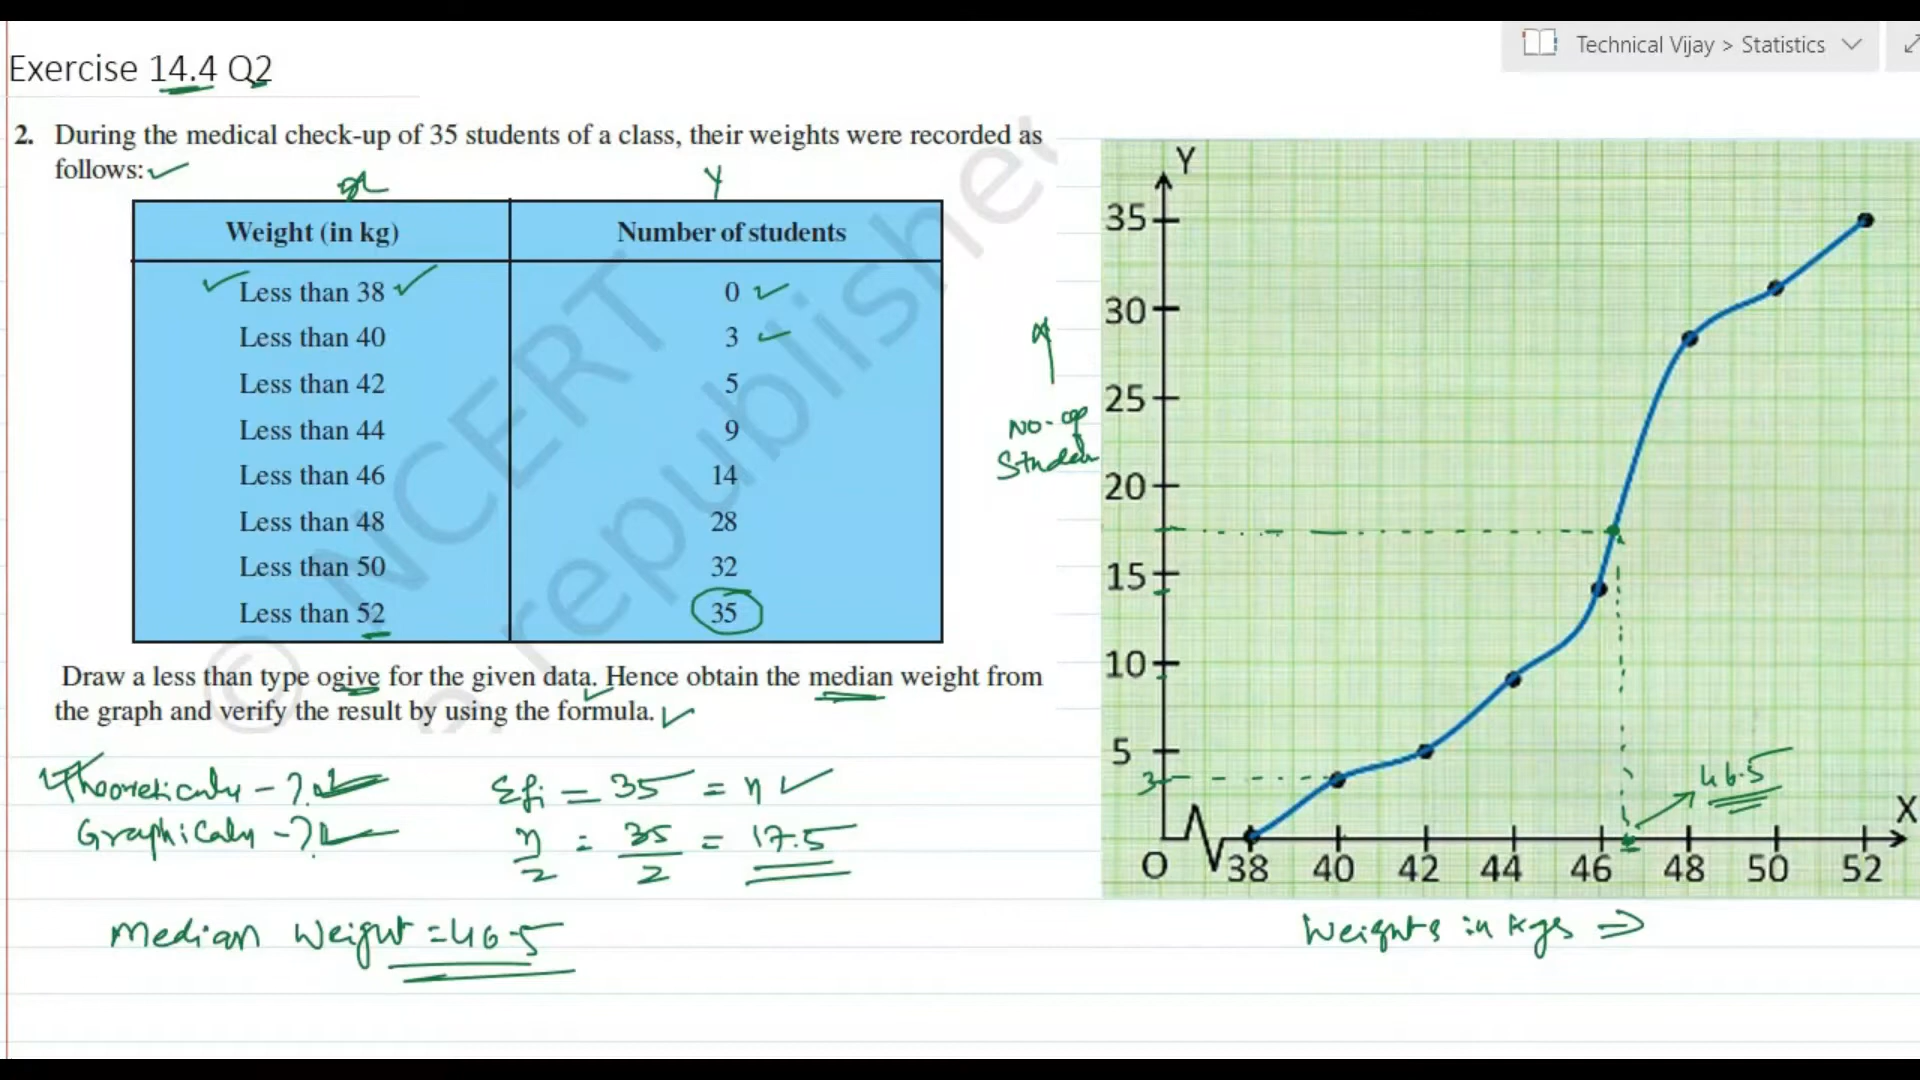 Technical Vijay > Statistics
Exercise 14.4 Q2
2. During the medical check-up of 35 students of a class, their weights were recorded as
follows:
x Y
Weight (in kg) Number of students
Less than 38 0
Less than 40 3
Less than 42 5
Less than 44 9
Less than 46 14
Less than 48 28
Less than 50 32
Less than 52 35
© NCERT
republishe
Draw a less than type ogive for the given data. Hence obtain the median weight from
the graph and verify the result by using the formula.
Theoreticaly - ?
Graphicaly - ?
Σfi = 35 = n
n/2 = 35/2 = 17.5
Median Weight = 46.5
Y
35
30
25
20
15
10
5
3
No. of
Studen
46.5
X
O 38 40 42 44 46 48 50 52
Weights in kgs ⇒